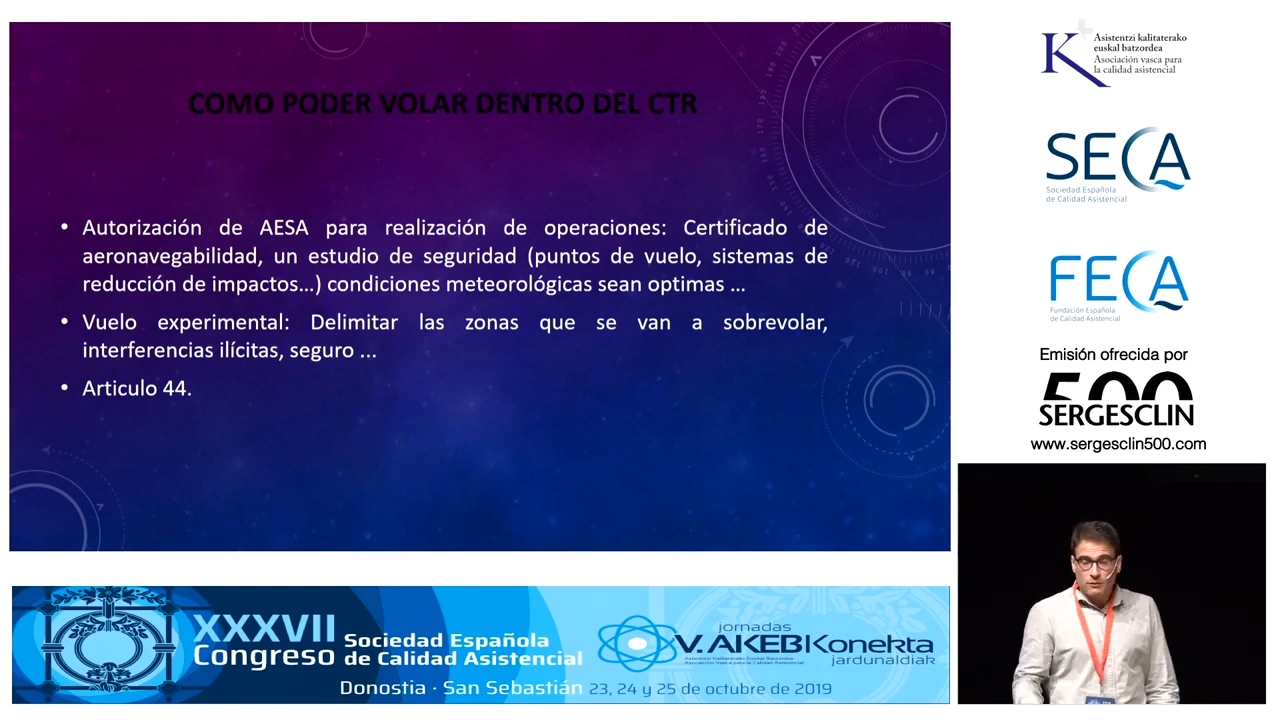 COMO PODER VOLAR DENTRO DEL CTR
• Autorización de AESA para realización de operaciones: Certificado de
aeronavegabilidad, un estudio de seguridad (puntos de vuelo, sistemas de
reducción de impactos...) condiciones meteorológicas sean optimas ...
• Vuelo experimental: Delimitar las zonas que se van a sobrevolar,
interferencias ilícitas, seguro ...
• Articulo 44.
K
Asistentzi kalitaterako
euskal batzordea
Asociación vasca para
la calidad asistencial
SECA
Sociedad Española
de Calidad Asistencial
FECA
Fundación Española
de Calidad Asistencial
Emisión ofrecida por
500
SERGESCLIN
www.sergesclin500.com
XXXVII
Congreso
Sociedad Española
de Calidad Asistencial
Donostia · San Sebastián 23, 24 y 25 de octubre de 2019
jornadas
V.AKEBIKonekta
jardunaldiak